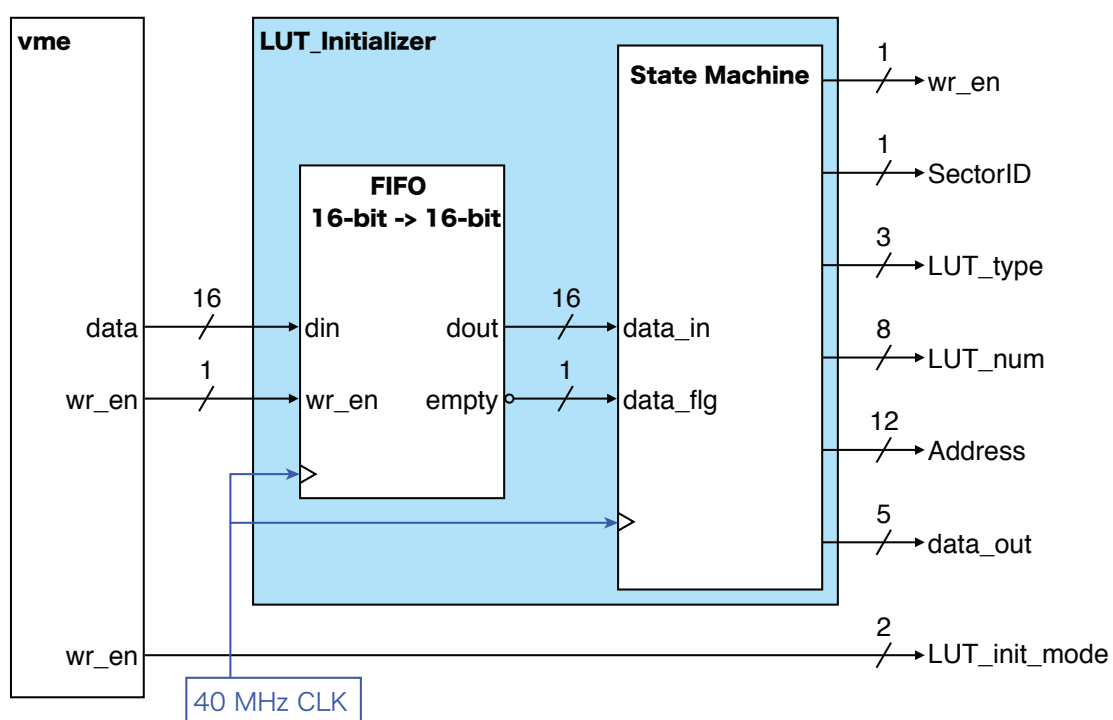 vme
LUT_Initializer
State Machine
1
wr_en
1
SectorID
FIFO
16-bit -> 16-bit
3
LUT_type
16
16
data
din
dout
data_in
8
LUT_num
1
1
wr_en
wr_en
empty
data_flg
12
Address
5
data_out
2
wr_en
LUT_init_mode
40 MHz CLK